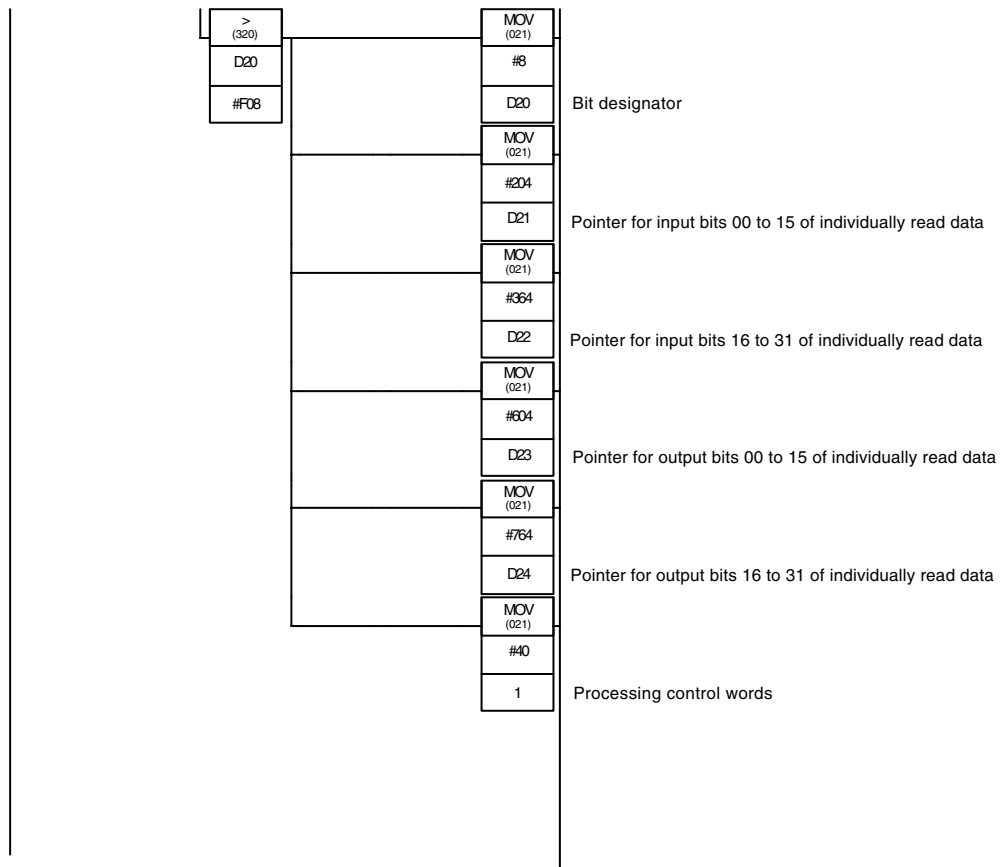 >
(320)
D20
#F08
MOV
(021)
#8
D20
Bit designator
MOV
(021)
#204
D21
Pointer for input bits 00 to 15 of individually read data
MOV
(021)
#364
D22
Pointer for input bits 16 to 31 of individually read data
MOV
(021)
#604
D23
Pointer for output bits 00 to 15 of individually read data
MOV
(021)
#764
D24
Pointer for output bits 16 to 31 of individually read data
MOV
(021)
#40
1
Processing control words